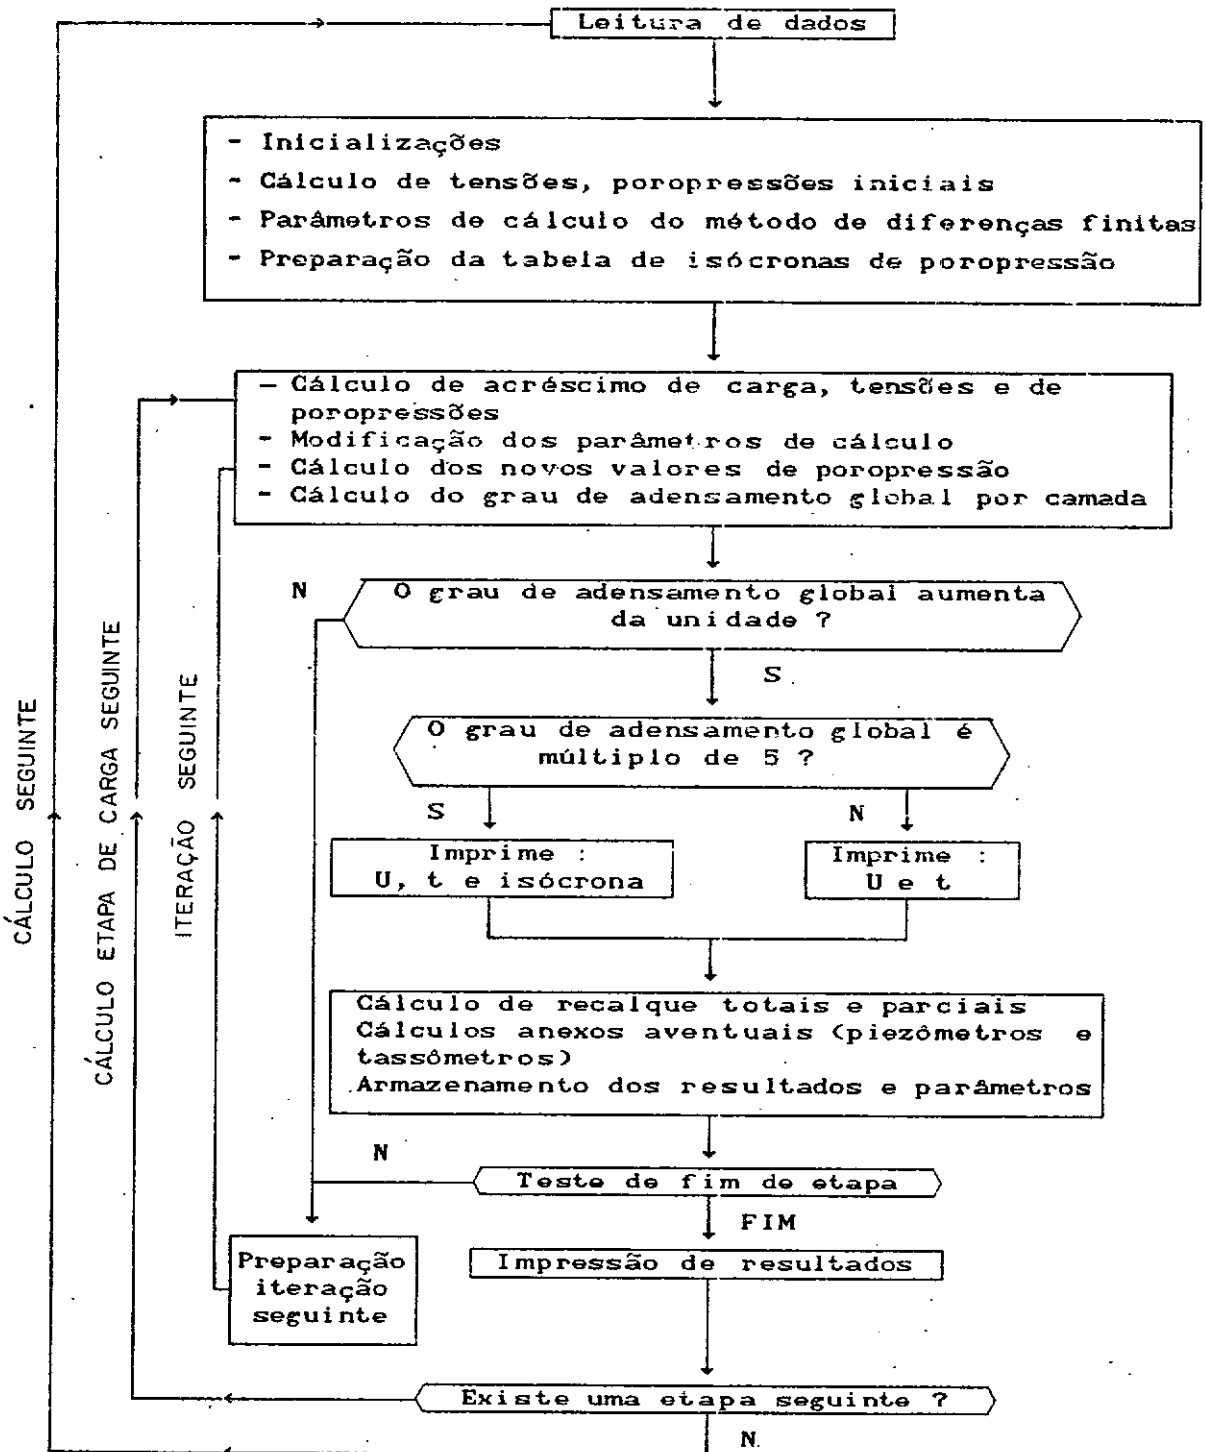 Leitura de dados
- Inicializações
- Cálculo de tensões, poropressões iniciais
- Parâmetros de cálculo do método de diferenças finitas
- Preparação da tabela de isócronas de poropressão
- Cálculo de acréscimo de carga, tensões e de
poropressões
- Modificação dos parâmetros de cálculo
- Cálculo dos novos valores de poropressão
- Cálculo do grau de adensamento global por camada
N
O grau de adensamento global aumenta
da unidade ?
S
O grau de adensamento global é
múltiplo de 5 ?
S
N
Imprime :
U, t e isócrona
Imprime :
U e t
CÁLCULO SEGUINTE
CÁLCULO ETAPA DE CARGA SEGUINTE
ITERAÇÃO SEGUINTE
Cálculo de recalque totais e parciais
Cálculos anexos aventuais (piezômetros e
tassômetros)
Armazenamento dos resultados e parâmetros
N
Teste de fim de etapa
FIM
Preparação
iteração
seguinte
Impressão de resultados
Existe uma etapa seguinte ?
N